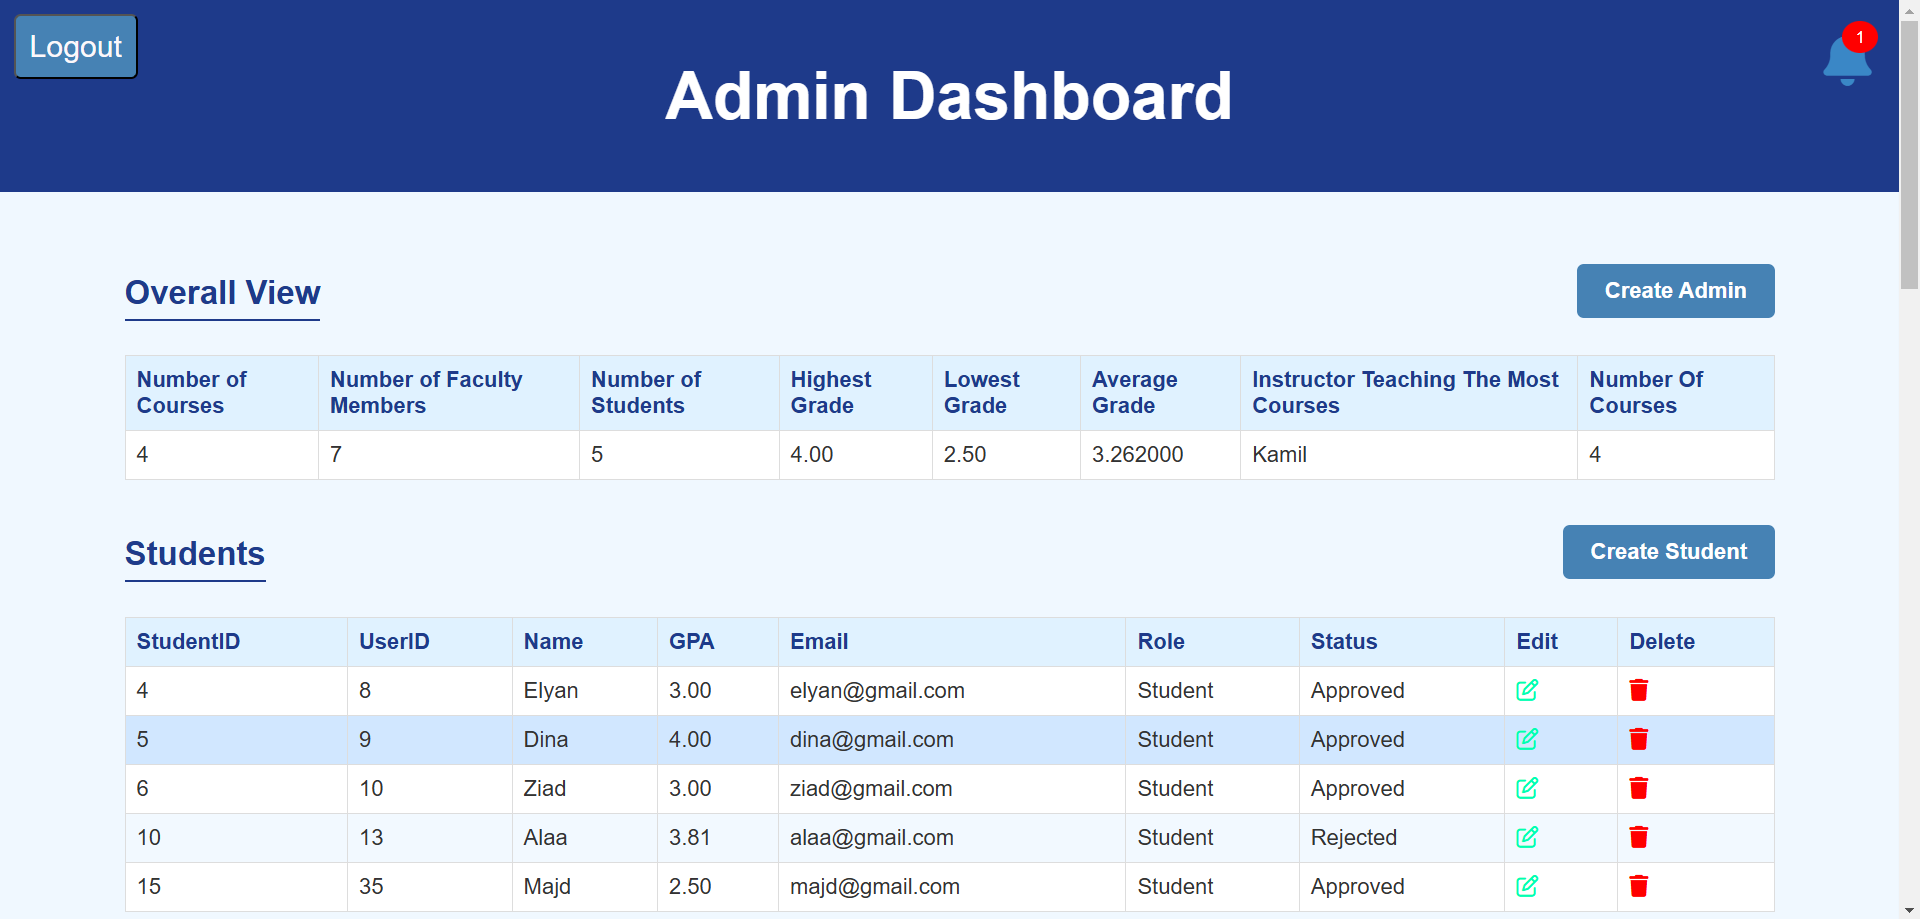 Logout
1
Admin Dashboard
Overall View
Create Admin
Number of Courses Number of Faculty Members Number of Students Highest Grade Lowest Grade Average Grade Instructor Teaching The Most Courses Number Of Courses
4 7 5 4.00 2.50 3.262000 Kamil 4
Students
Create Student
StudentID UserID Name GPA Email Role Status Edit Delete
4 8 Elyan 3.00 elyan@gmail.com Student Approved
5 9 Dina 4.00 dina@gmail.com Student Approved
6 10 Ziad 3.00 ziad@gmail.com Student Approved
10 13 Alaa 3.81 alaa@gmail.com Student Rejected
15 35 Majd 2.50 majd@gmail.com Student Approved